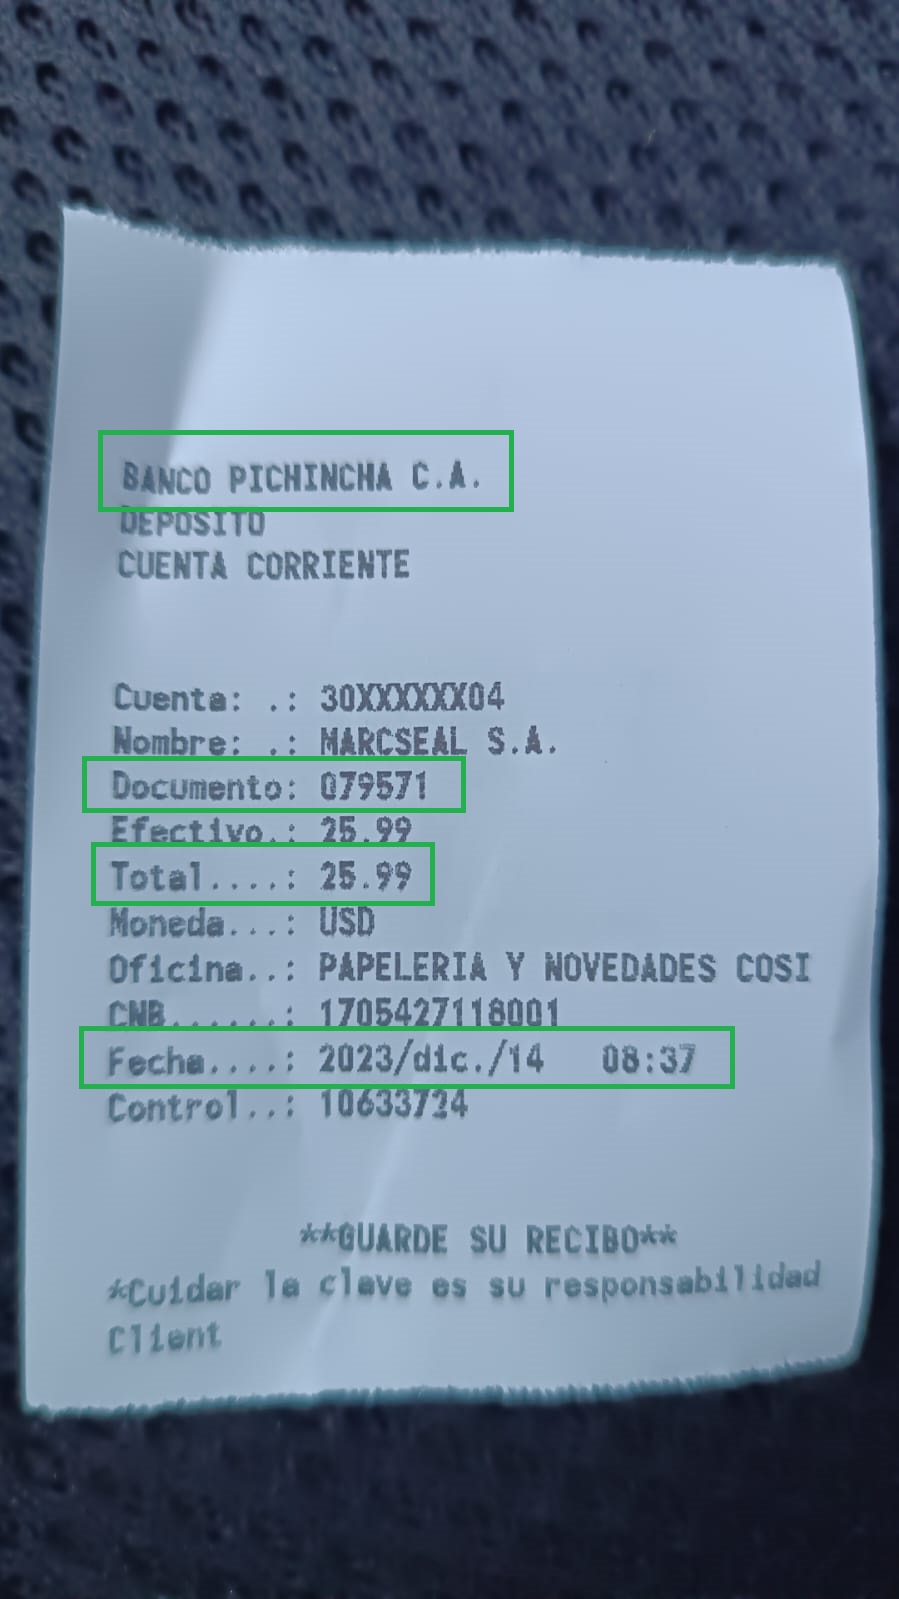 BANCO PICHINCHA C.A.
DEPOSITO
CUENTA CORRIENTE
Cuenta: .: 30XXXXXX04
Nombre: .: MARCSEAL S.A.
Documento: 079571
Efectivo.: 25.99
Total....: 25.99
Moneda...: USD
Oficina..: PAPELERIA Y NOVEDADES COSI
CNB......: 1705427118001
Fecha....: 2023/dic./14 08:37
Control..: 10633724
**GUARDE SU RECIBO**
*Cuidar la clave es su responsabilidad
Client